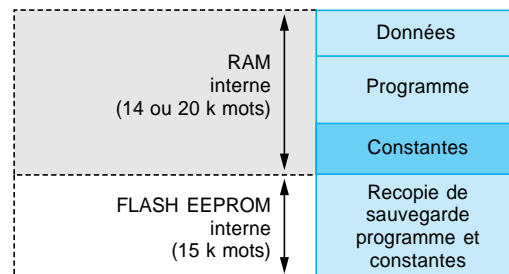 Données
RAM
interne
(14 ou 20 k mots)
Programme
Constantes
FLASH EEPROM
interne
(15 k mots)
Recopie de
sauvegarde
programme et
constantes